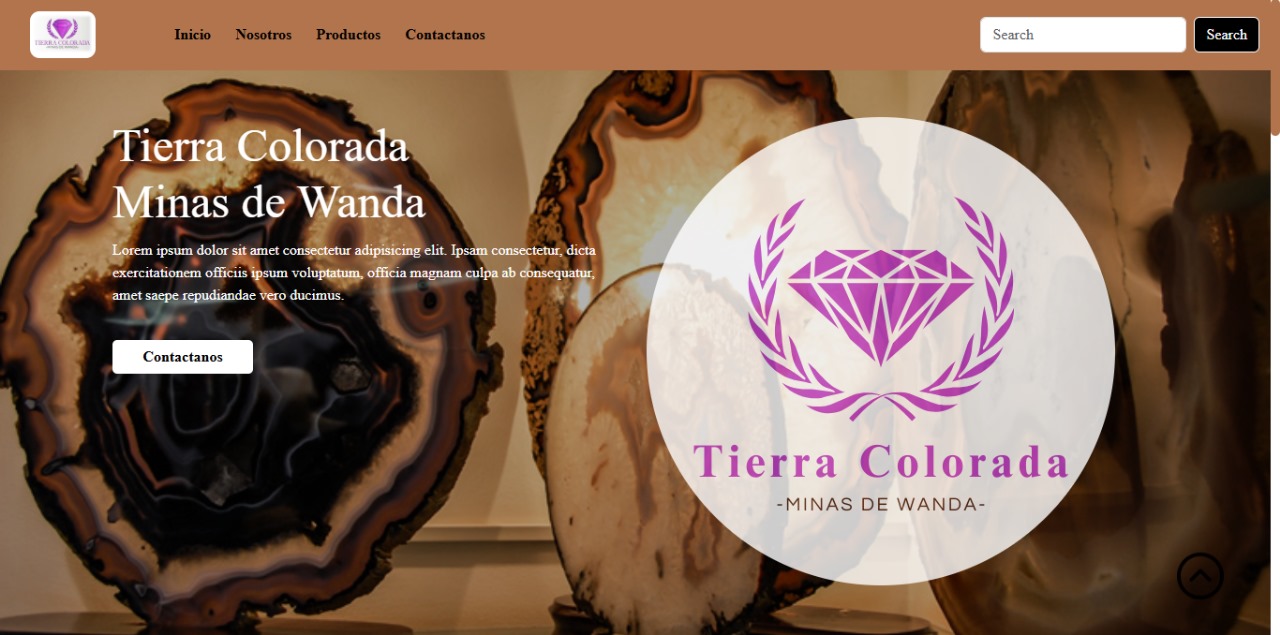 TIERRA COLORADA
-MINAS DE WANDA-
Inicio Nosotros Productos Contactanos
Search Search
Tierra Colorada
Minas de Wanda
Lorem ipsum dolor sit amet consectetur adipisicing elit. Ipsam consectetur, dicta
exercitationem officiis ipsum voluptatum, officia magnam culpa ab consequatur,
amet saepe repudiandae vero ducimus.
Contactanos
Tierra Colorada
-MINAS DE WANDA-